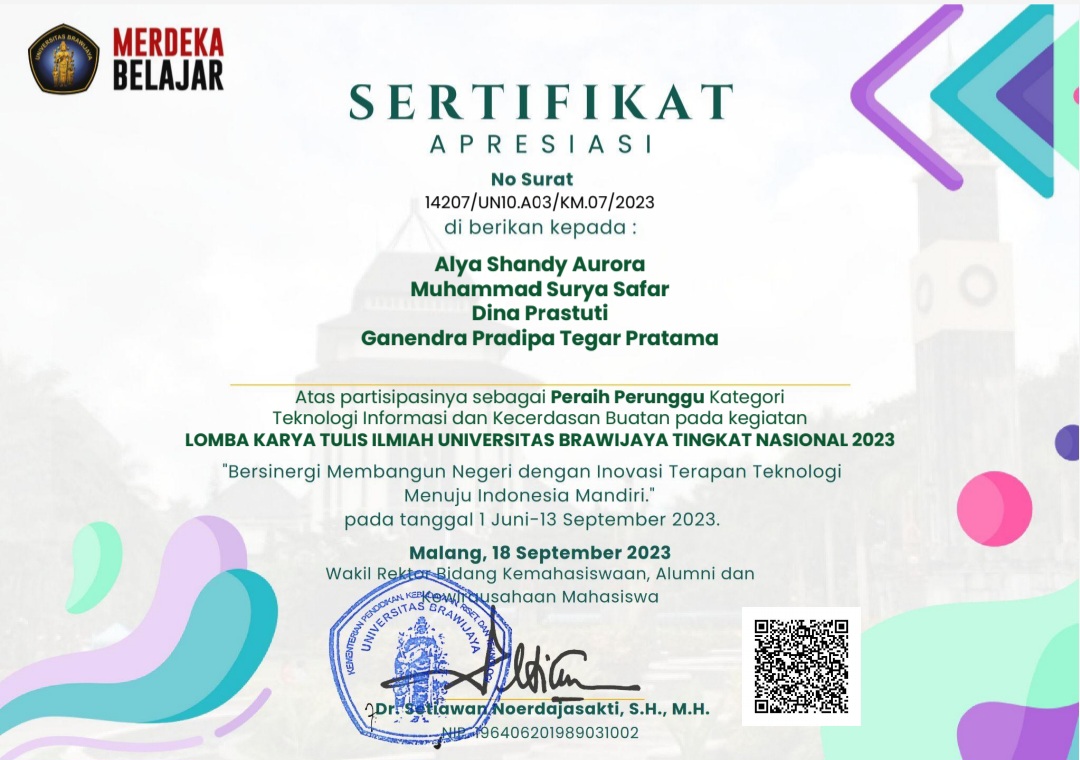 UNIVERSITAS BRAWIJAYA
MERDEKA
BELAJAR
SERTIFIKAT
APRESIASI
No Surat
14207/UN10.A03/KM.07/2023
di berikan kepada :
Alya Shandy Aurora
Muhammad Surya Safar
Dina Prastuti
Ganendra Pradipa Tegar Pratama
Atas partisipasinya sebagai Peraih Perunggu Kategori
Teknologi Informasi dan Kecerdasan Buatan pada kegiatan
LOMBA KARYA TULIS ILMIAH UNIVERSITAS BRAWIJAYA TINGKAT NASIONAL 2023
"Bersinergi Membangun Negeri dengan Inovasi Terapan Teknologi
Menuju Indonesia Mandiri."
pada tanggal 1 Juni-13 September 2023.
Malang, 18 September 2023
Wakil Rektor Bidang Kemahasiswaan, Alumni dan
Kewirausahaan Mahasiswa
KEMENTERIAN PENDIDIKAN, KEBUDAYAAN, RISET, DAN TEKNOLOGI
UNIVERSITAS BRAWIJAYA
Dr. Setiawan Noerdajasakti, S.H., M.H.
NIP. 196406201989031002